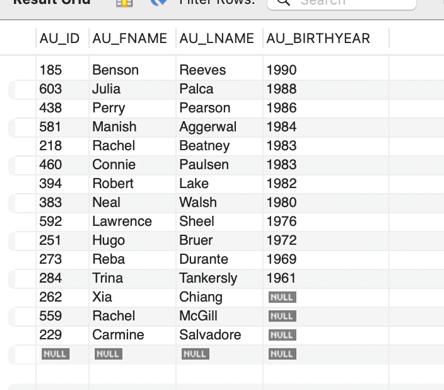 Result Grid Filter Rows: Search
AU_ID AU_FNAME AU_LNAME AU_BIRTHYEAR
185 Benson Reeves 1990
603 Julia Palca 1988
438 Perry Pearson 1986
581 Manish Aggerwal 1984
218 Rachel Beatney 1983
460 Connie Paulsen 1983
394 Robert Lake 1982
383 Neal Walsh 1980
592 Lawrence Sheel 1976
251 Hugo Bruer 1972
273 Reba Durante 1969
284 Trina Tankersly 1961
262 Xia Chiang NULL
559 Rachel McGill NULL
229 Carmine Salvadore NULL
NULL NULL NULL NULL